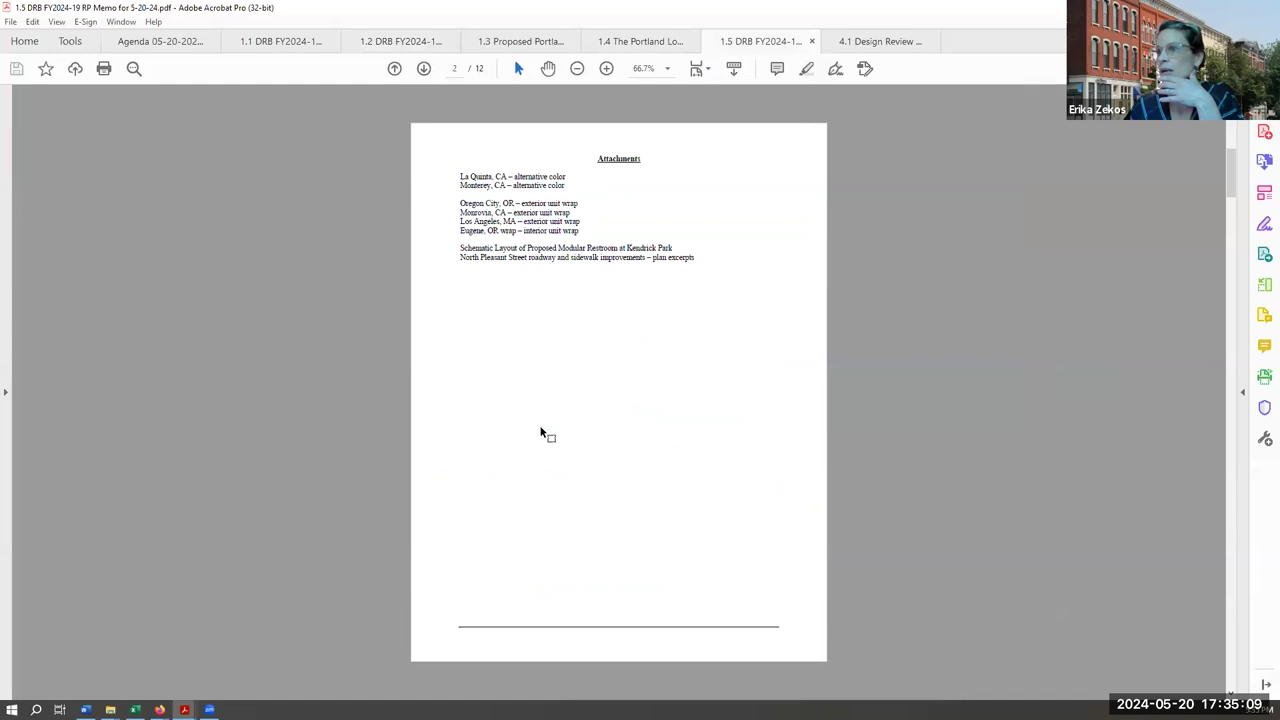 1.5 DRB FY2024-19 RP Memo for 5-20-24.pdf - Adobe Acrobat Pro (32-bit)
File Edit View E-Sign Window Help
Home Tools Agenda 05-20-202... 1.1 DRB FY2024-1... 1.2 DRB FY2024-1... 1.3 Proposed Portla... 1.4 The Portland Lo... 1.5 DRB FY2024-1... × 4.1 Design Review ...
2 / 12 66.7%
Erika Zekos
Attachments
La Quinta, CA – alternative color
Monterey, CA – alternative color
Oregon City, OR – exterior unit wrap
Monrovia, CA – exterior unit wrap
Los Angeles, MA – exterior unit wrap
Eugene, OR wrap – interior unit wrap
Schematic Layout of Proposed Modular Restroom at Kendrick Park
North Pleasant Street roadway and sidewalk improvements – plan excerpts
2024-05-20 17:35:09